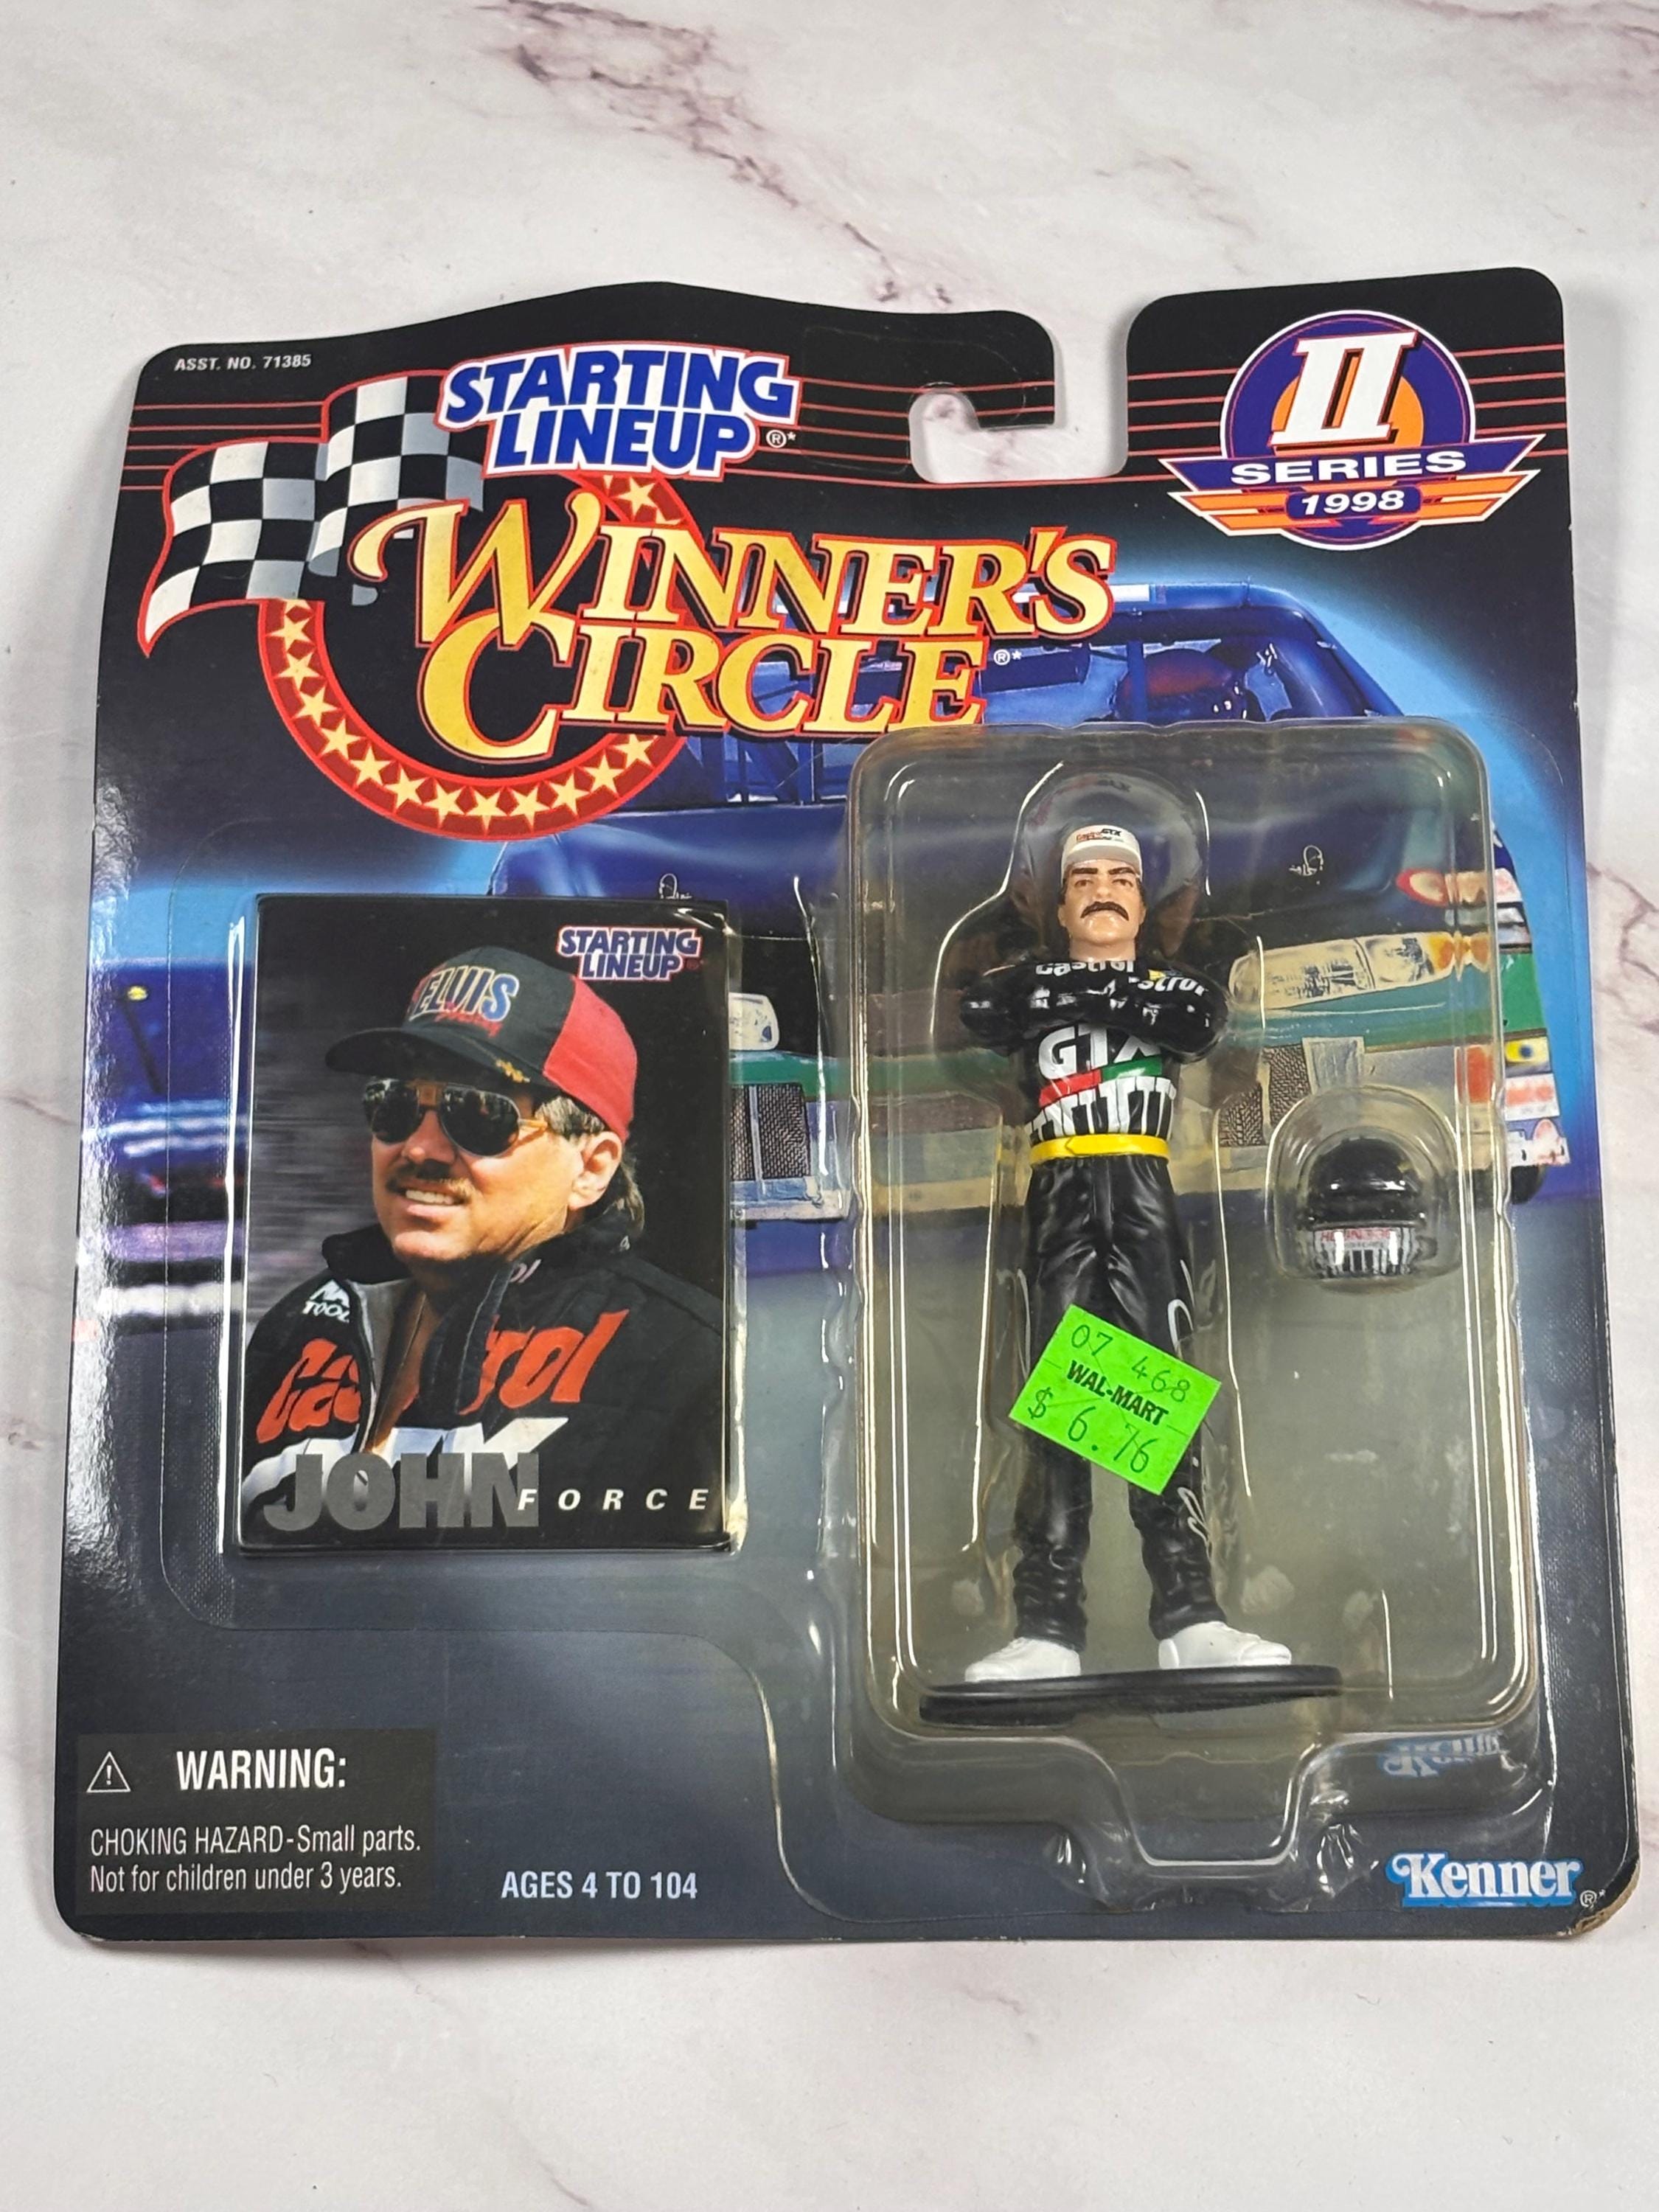 ASST. NO. 71385
STARTING
LINEUP®*
WINNER'S
CIRCLE®*
II
SERIES
1998
STARTING
LINEUP
ELVIS
TOOL
JOHN FORCE
Castrol
GTX
07 468
WAL-MART
$ 6.76
WARNING:
CHOKING HAZARD-Small parts.
Not for children under 3 years.
AGES 4 TO 104
Kenner®*